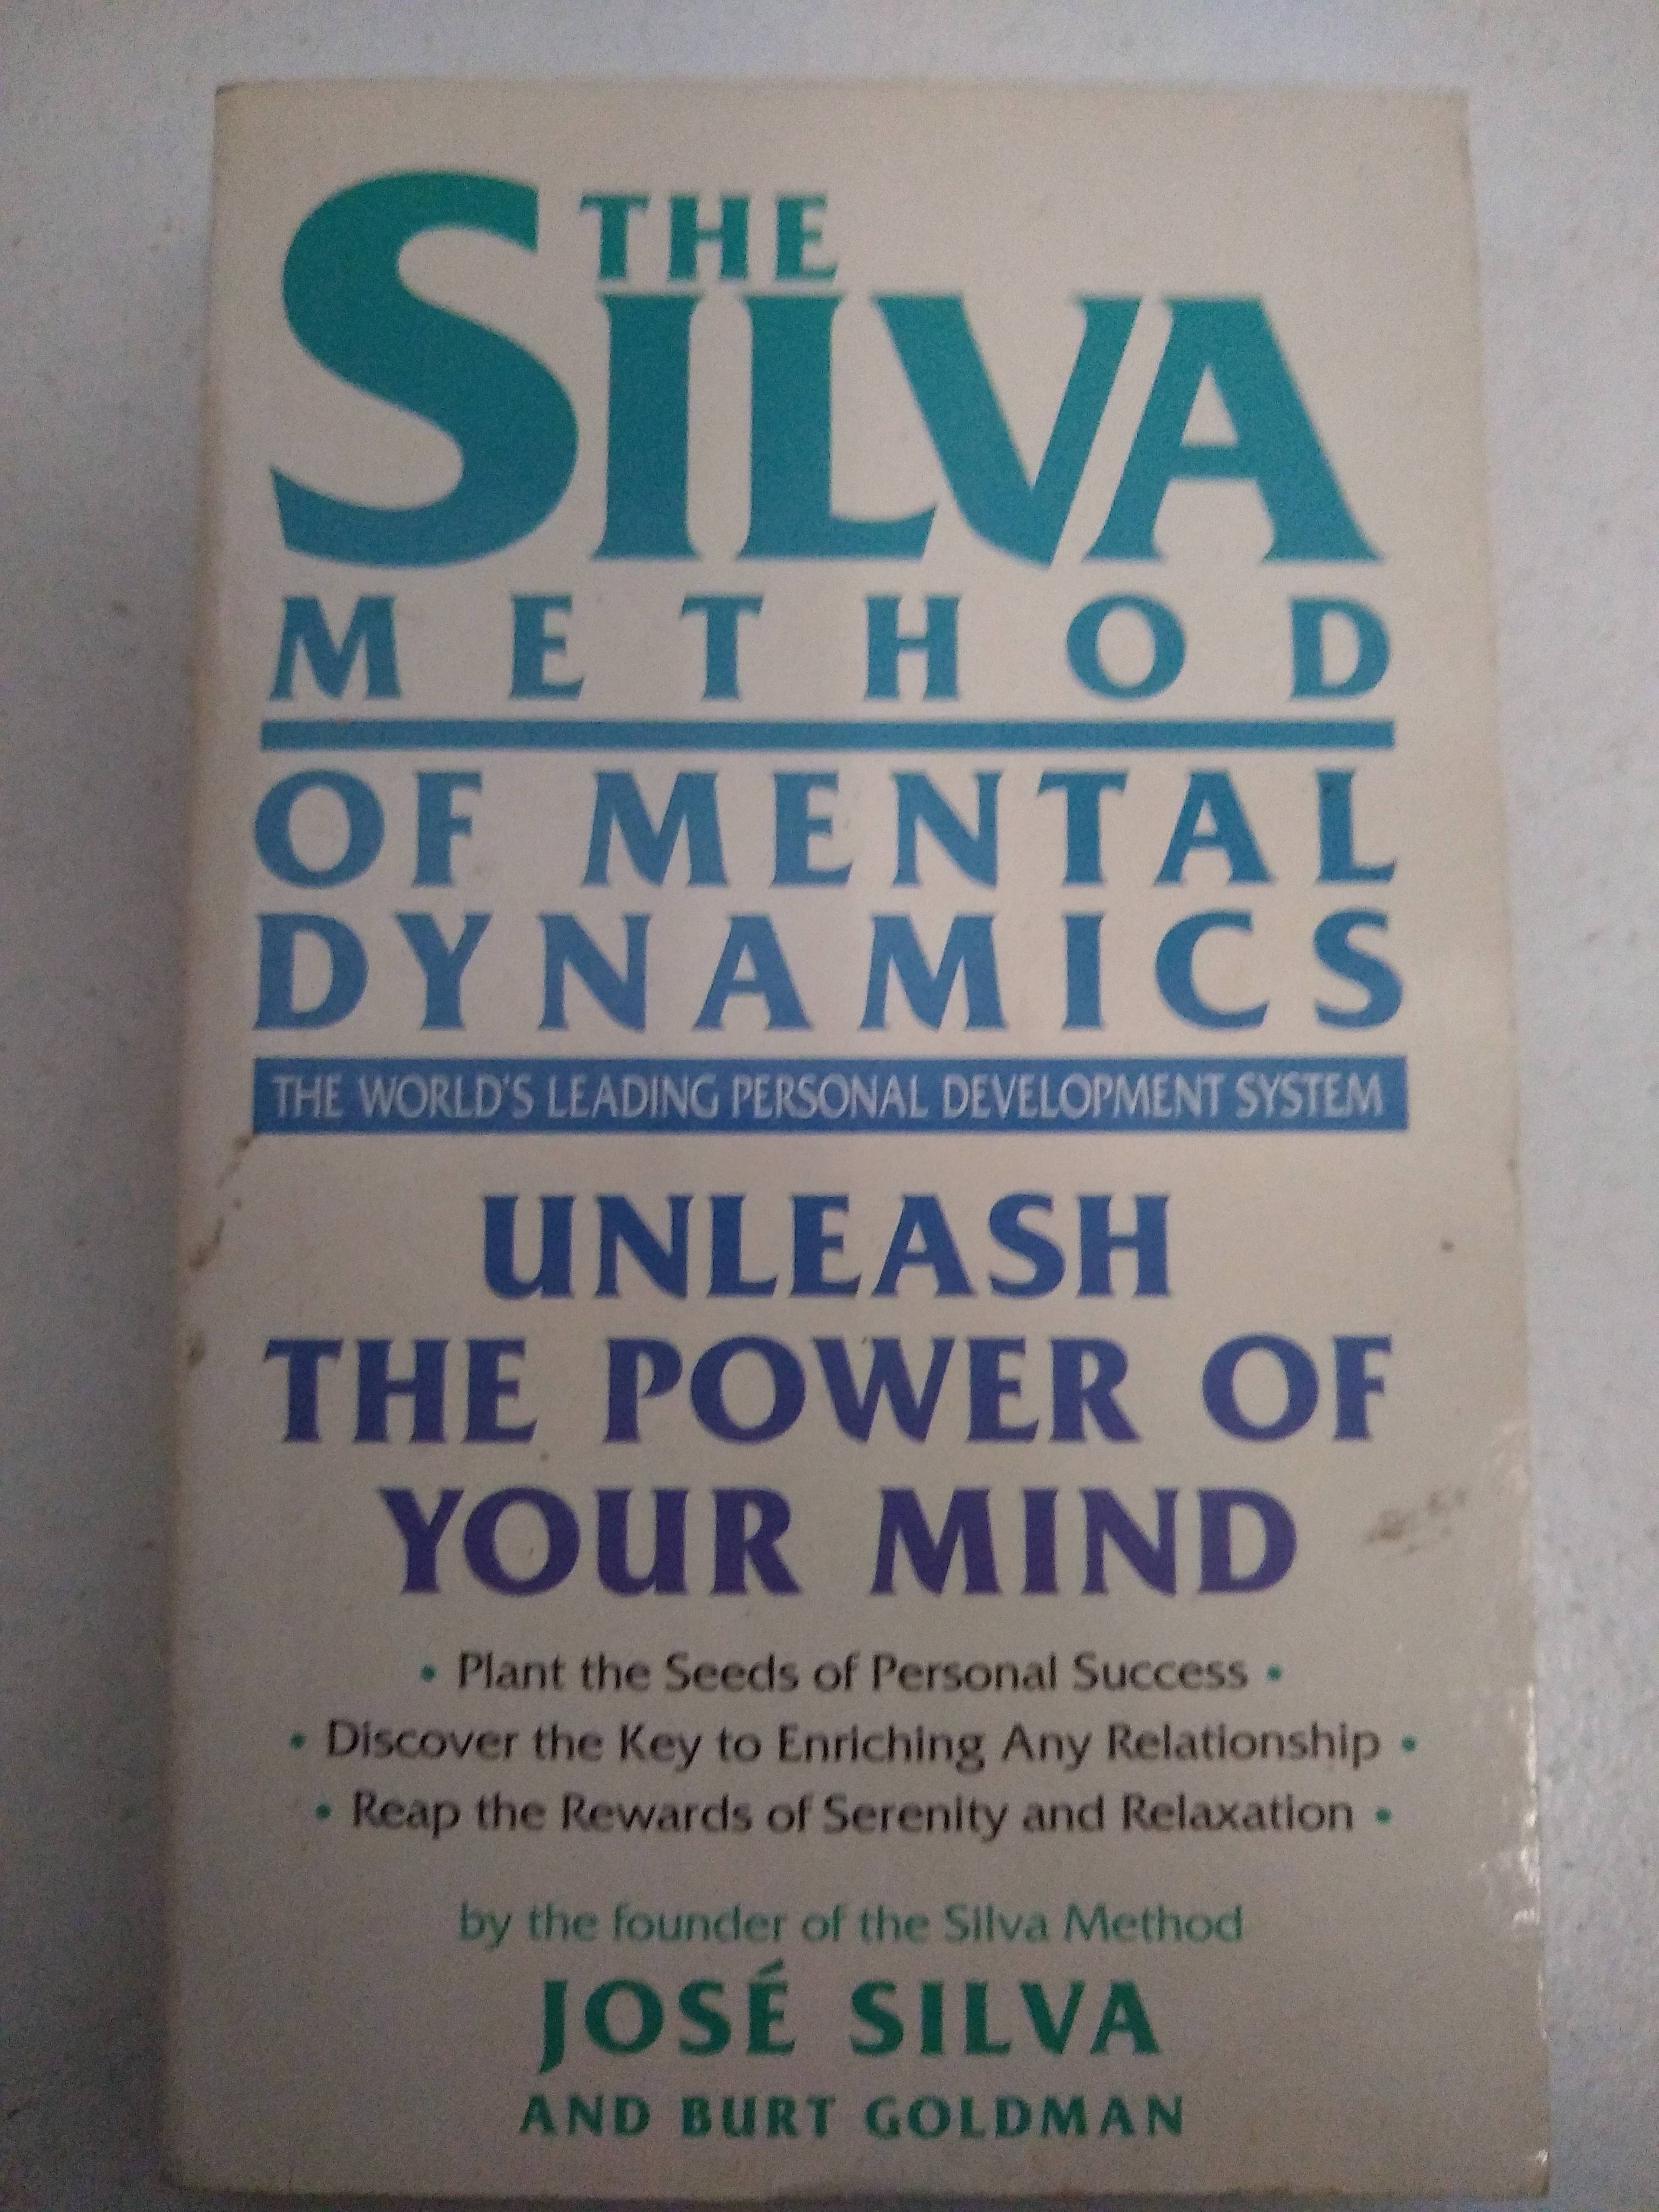 THE
SILVA
METHOD
OF MENTAL
DYNAMICS
THE WORLD'S LEADING PERSONAL DEVELOPMENT SYSTEM
UNLEASH
THE POWER OF
YOUR MIND
• Plant the Seeds of Personal Success •
• Discover the Key to Enriching Any Relationship •
• Reap the Rewards of Serenity and Relaxation •
by the founder of the Silva Method
JOSÉ SILVA
AND BURT GOLDMAN